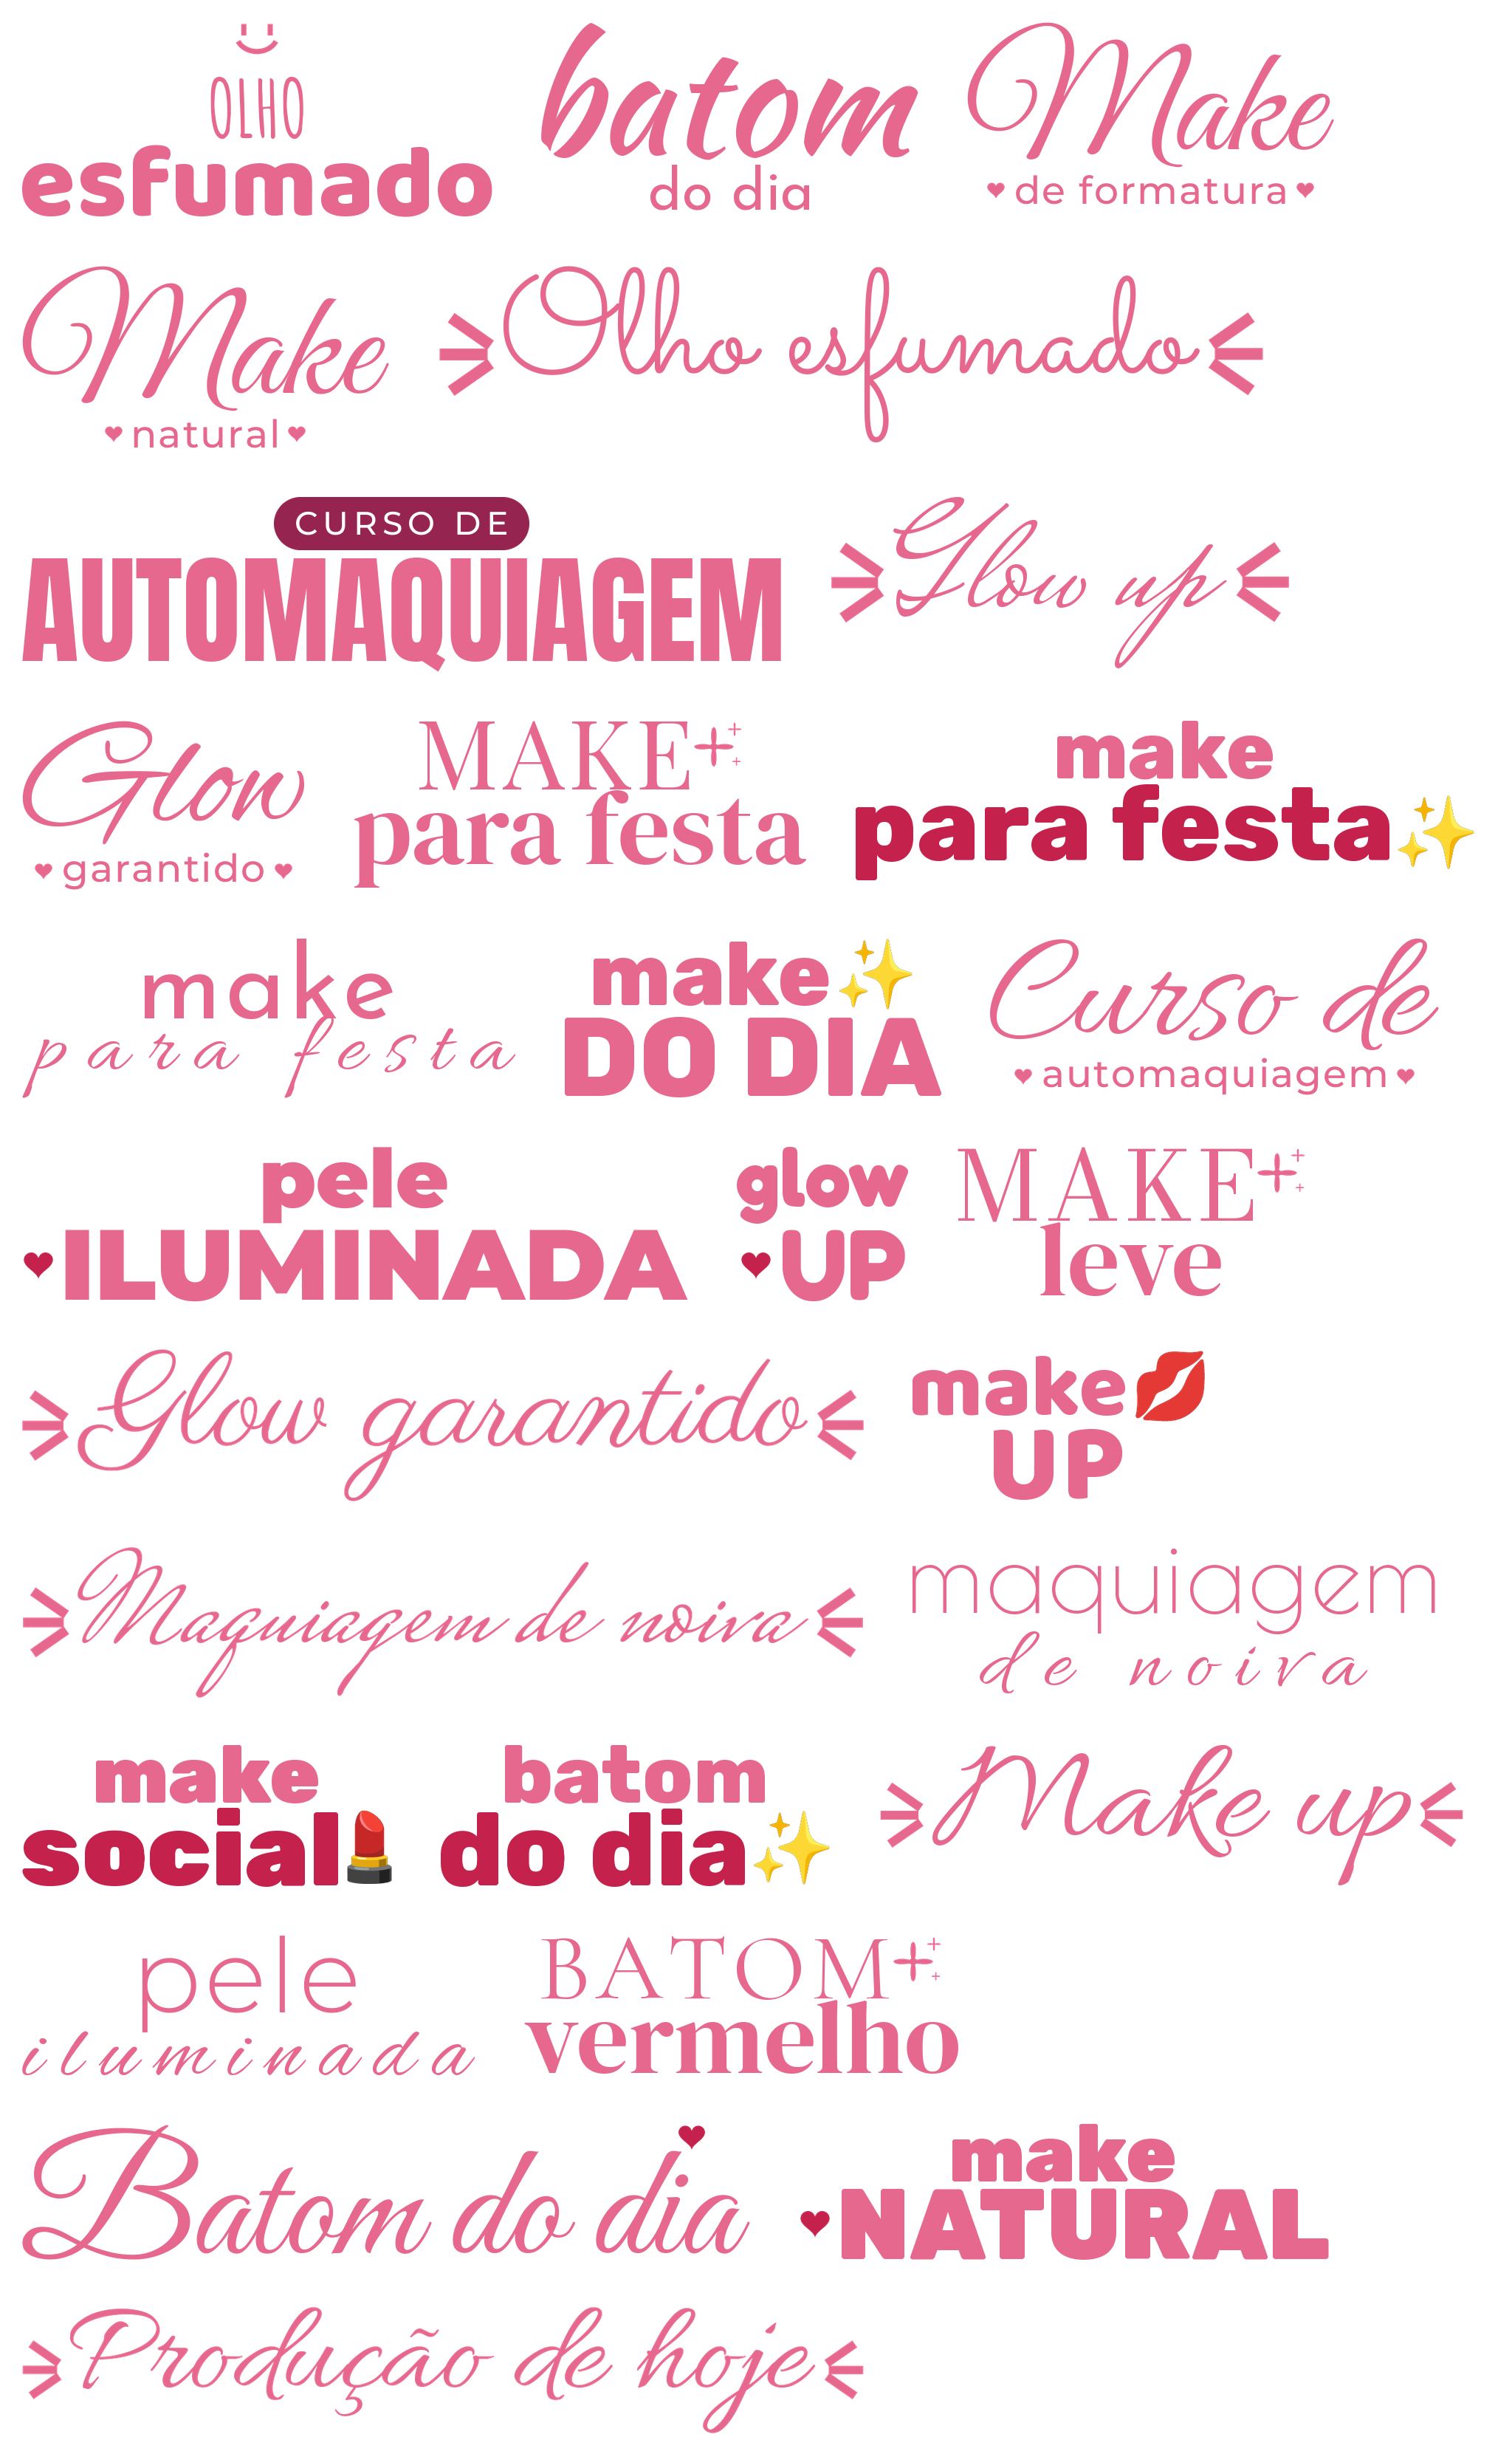 OLHO
esfumado
batom
do dia
Make
de formatura
Make
natural
Olho esfumado
CURSO DE
AUTOMAQUIAGEM
Glow up
Glow
garantido
MAKE
para festa
make
para festa
make
para festa
make
DO DIA
Curso de
automaquiagem
pele
ILUMINADA
glow
UP
MAKE
leve
Glow garantido
make
UP
Maquiagem de noiva
maquiagem
de noiva
make
social
batom
do dia
Make up
pele
iluminada
BATOM
vermelho
Batom do dia
make
NATURAL
Produção de hoje